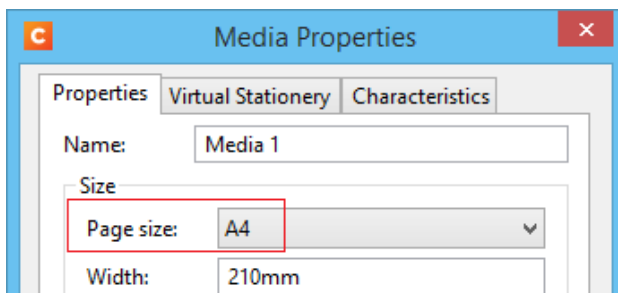 C Media Properties ×
Properties Virtual Stationery Characteristics
Name: Media 1
Size
Page size: A4
Width: 210mm